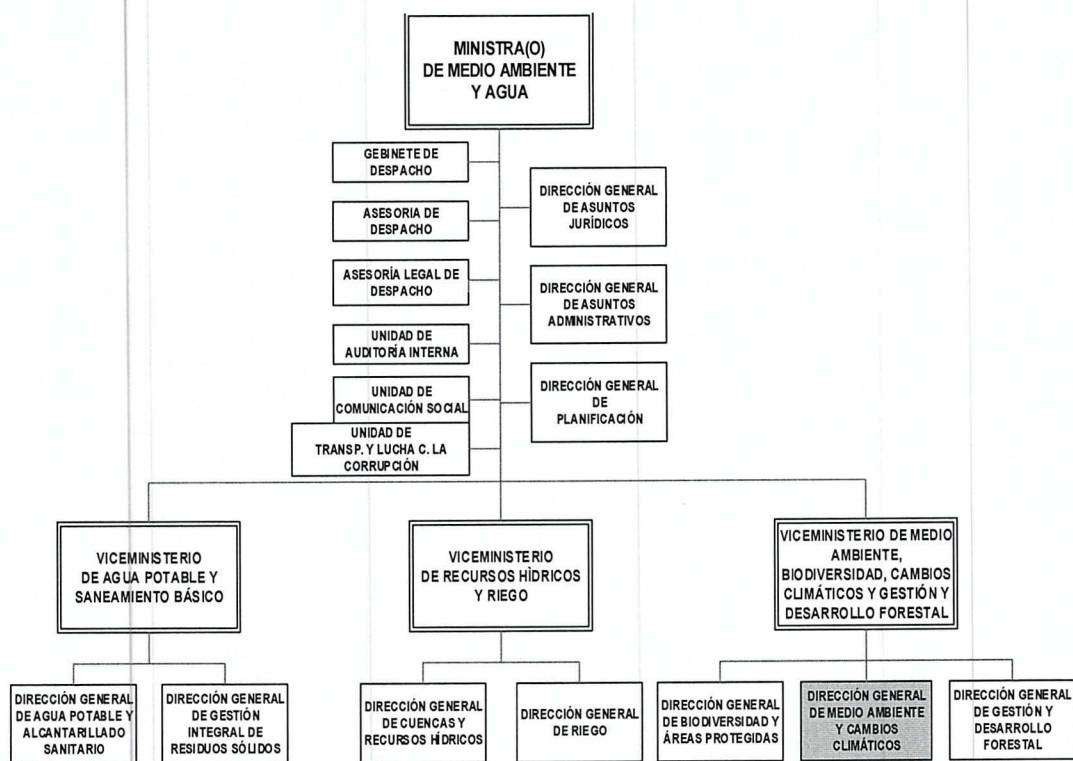 MINISTRA(O)
DE MEDIO AMBIENTE
Y AGUA
GEBINETE DE
DESPACHO
DIRECCIÓN GENERAL
DE ASUNTOS
JURÍDICOS
ASESORIA DE
DESPACHO
ASESORÍA LEGAL DE
DESPACHO
DIRECCIÓN GENERAL
DE ASUNTOS
ADMINISTRATIVOS
UNIDAD DE
AUDITORÍA INTERNA
UNIDAD DE
COMUNICACIÓN SOCIAL
DIRECCIÓN GENERAL
DE
PLANIFICACIÓN
UNIDAD DE
TRANSP. Y LUCHA C. LA
CORRUPCIÓN
VICEMINISTERIO
DE AGUA POTABLE Y
SANEAMIENTO BÁSICO
VICEMINISTERIO
DE RECURSOS HÌDRICOS
Y RIEGO
VICEMINISTERIO DE MEDIO
AMBIENTE,
BIODIVERSIDAD, CAMBIOS
CLIMÁTICOS Y GESTIÓN Y
DESARROLLO FORESTAL
DIRECCIÓN GENERAL
DE AGUA POTABLE Y
ALCANTARILLADO
SANITARIO
DIRECCIÓN GENERAL
DE GESTIÓN
INTEGRAL DE
RESIDUOS SÓLIDOS
DIRECCIÓN GENERAL
DE CUENCAS Y
RECURSOS HÍDRICOS
DIRECCIÓN GENERAL
DE RIEGO
DIRECCIÓN GENERAL
DE BIODIVERSIDAD Y
ÁREAS PROTEGIDAS
DIRECCIÓN GENERAL
DE MEDIO AMBIENTE
Y CAMBIOS
CLIMÁTICOS
DIRECCIÓN GENERAL
DE GESTIÓN Y
DESARROLLO
FORESTAL